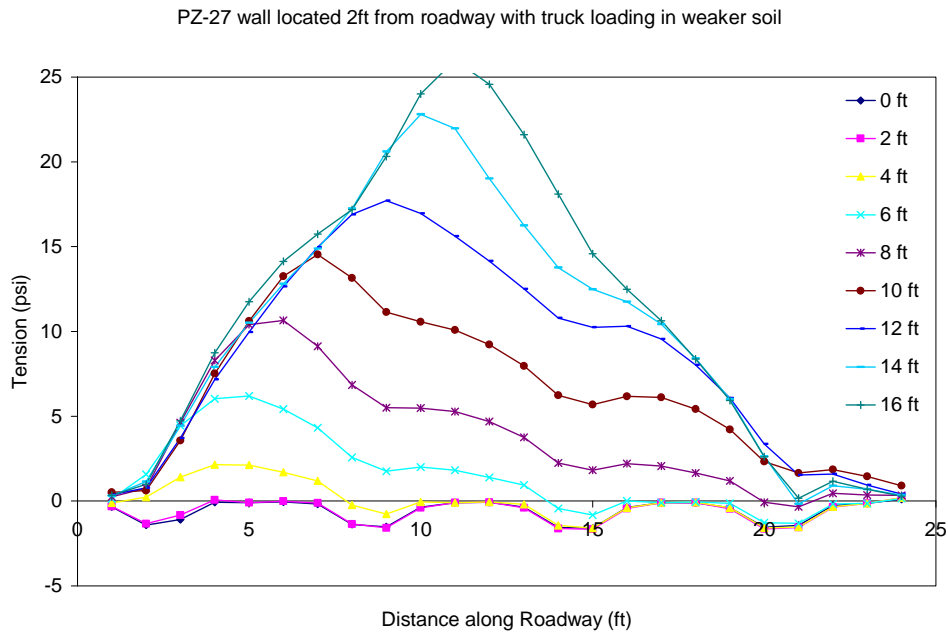 PZ-27 wall located 2ft from roadway with truck loading in weaker soil
25
20
15
10
5
0
-5
0
5
10
15
20
25
Tension (psi)
Distance along Roadway (ft)
0 ft
2 ft
4 ft
6 ft
8 ft
10 ft
12 ft
14 ft
16 ft